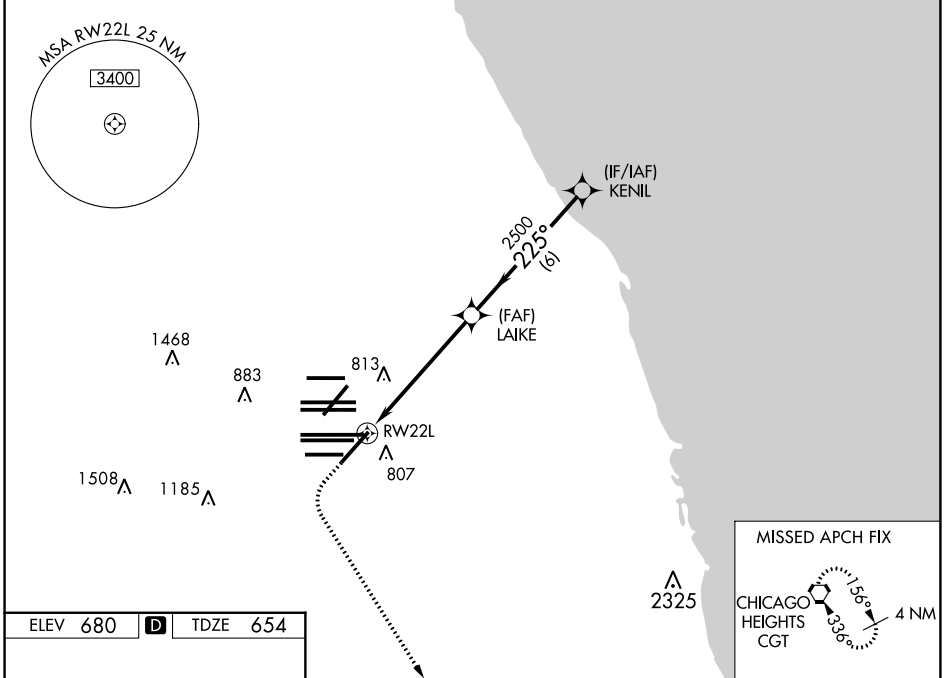 MSA RW22L 25 NM
3400
(IF/IAF)
KENIL
2500
225°
(6)
(FAF)
LAIKE
1468
883
813
RW22L
807
1508
1185
2325
MISSED APCH FIX
CHICAGO
HEIGHTS
CGT
156°
336°
4 NM
ELEV 680 D TDZE 654